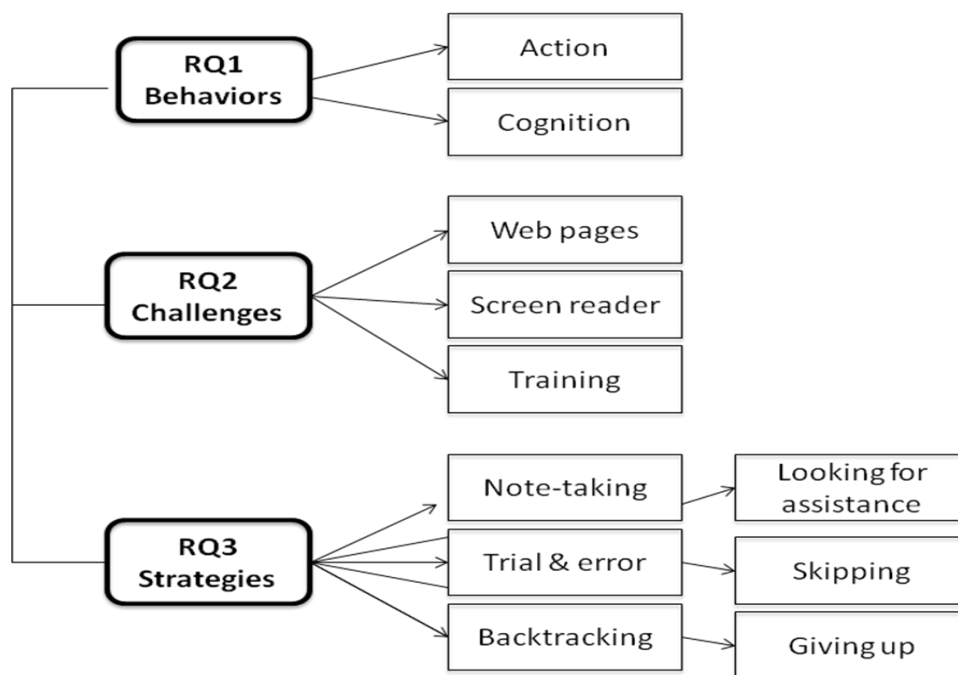 RQ1
Behaviors
Action
Cognition
RQ2
Challenges
Web pages
Screen reader
Training
RQ3
Strategies
Note-taking
Trial & error
Backtracking
Looking for
assistance
Skipping
Giving up